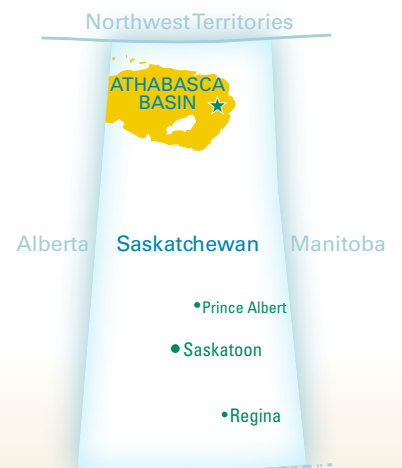 Northwest Territories
ATHABASCA
BASIN
Alberta
Saskatchewan
Manitoba
Prince Albert
Saskatoon
Regina